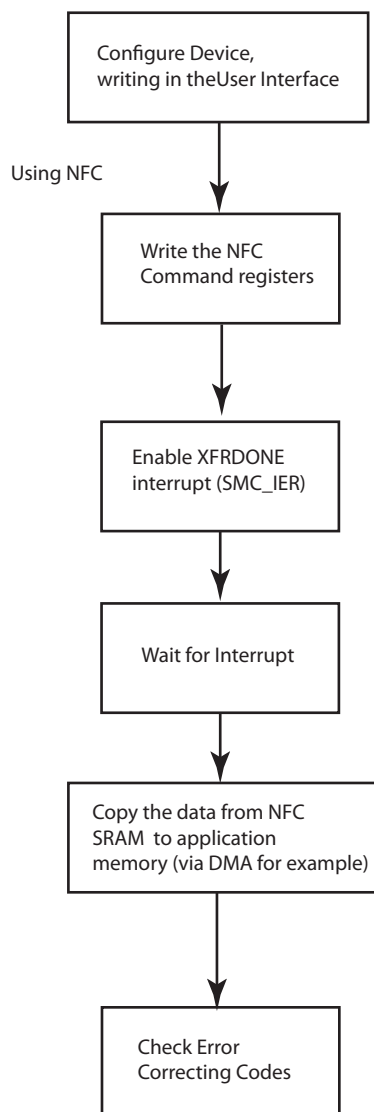 Configure Device,
writing in theUser Interface
Using NFC
Write the NFC
Command registers
Enable XFRDONE
interrupt (SMC_IER)
Wait for Interrupt
Copy the data from NFC
SRAM  to application
memory (via DMA for example)
Check Error
Correcting Codes